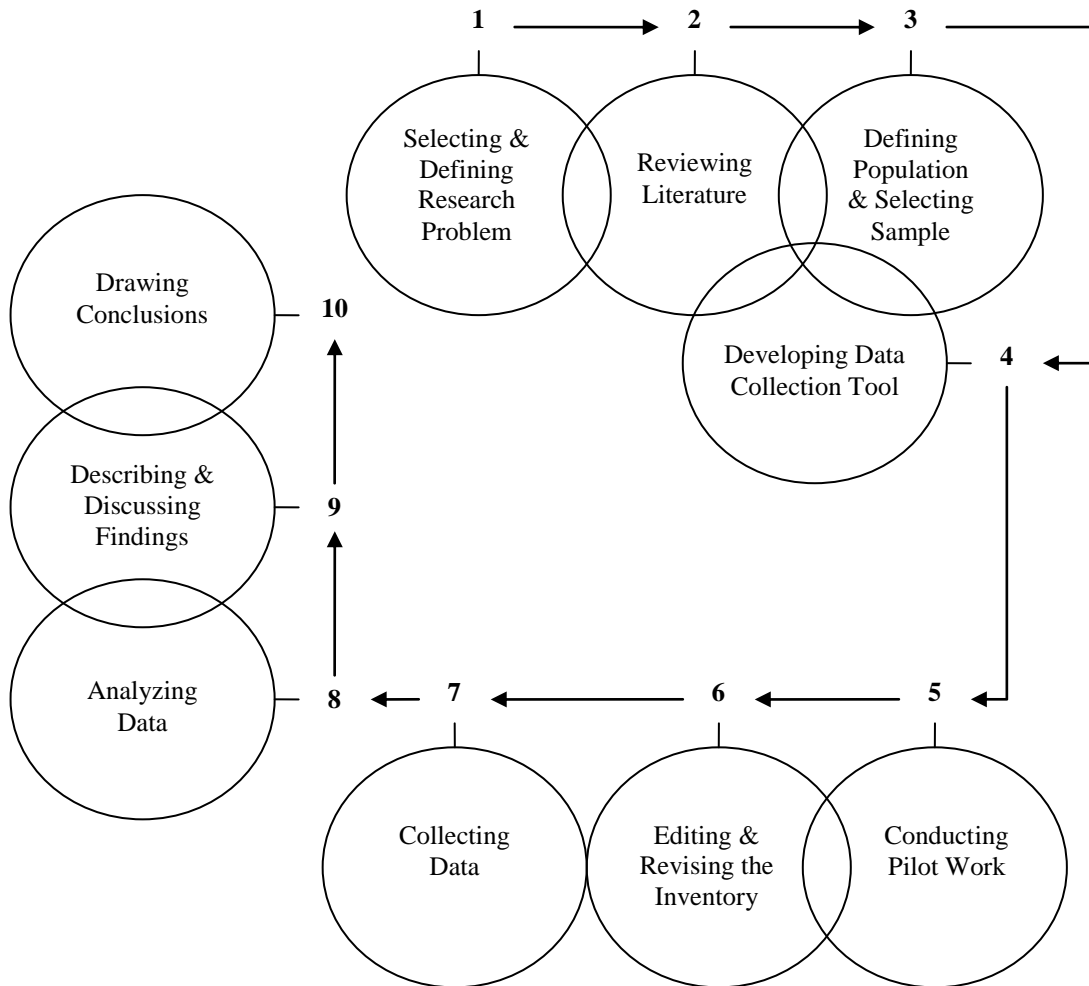 1
2
3
Selecting &
Defining
Research
Problem
Reviewing
Literature
Defining
Population
& Selecting
Sample
Developing Data
Collection Tool
4
5
Conducting
Pilot Work
6
Editing &
Revising the
Inventory
7
Collecting
Data
8
Analyzing
Data
9
Describing &
Discussing
Findings
10
Drawing
Conclusions